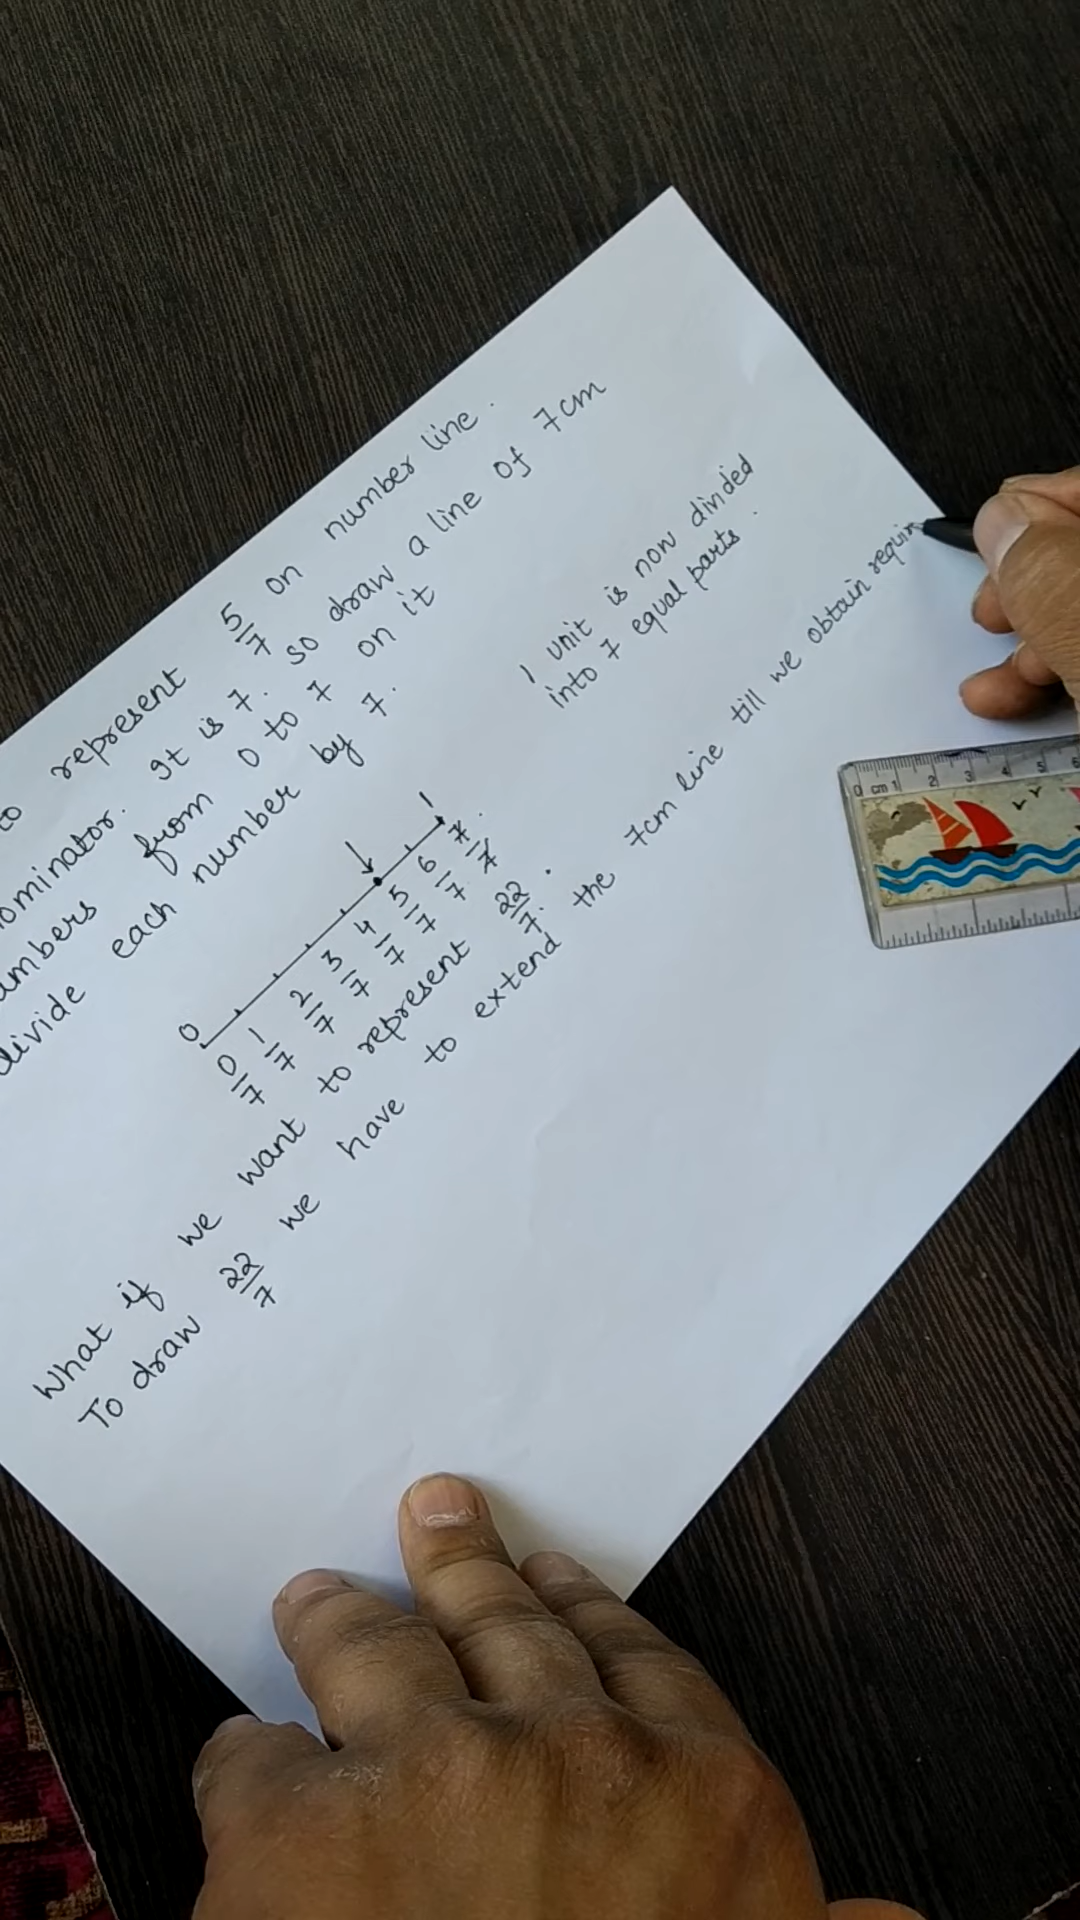 to represent 5/7 on number line.
nominator. It is 7. so draw a line of 7cm
numbers from 0 to 7 on it
divide each number by 7.
1 unit is now divided
into 7 equal parts.
0 1
0/7 1/7 2/7 3/7 4/7 5/7 6/7 7/7.
What if we want to represent 22/7.
To draw 22/7 we have to extend the 7cm line till we obtain requir
0 cm 1 2 3 4 5 6